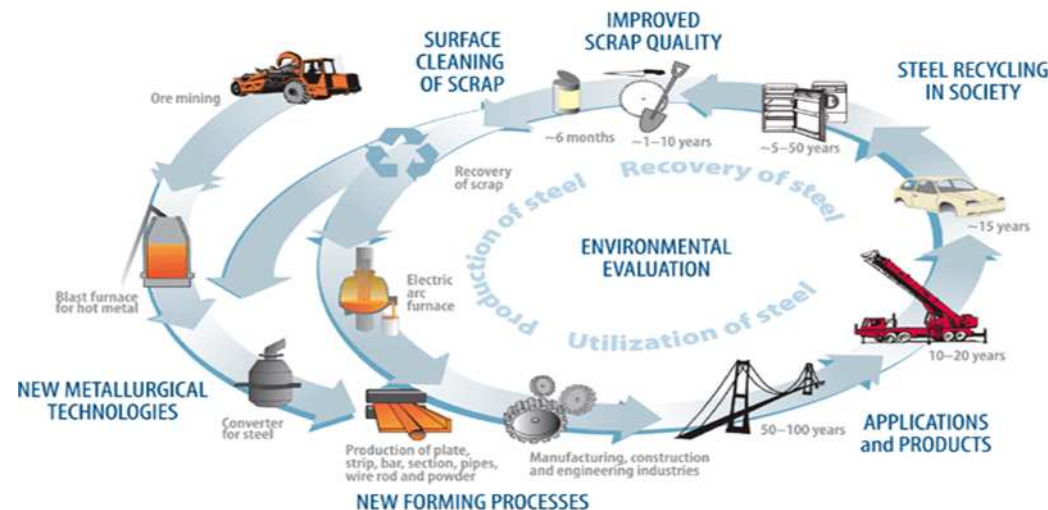 IMPROVED
SCRAP QUALITY
SURFACE
CLEANING
OF SCRAP
STEEL RECYCLING
IN SOCIETY
Ore mining
~6 months
~1–10 years
~5–50 years
Recovery
of scrap
Recovery of steel
Production of steel
Utilization of steel
ENVIRONMENTAL
EVALUATION
~15 years
Blast furnace
for hot metal
Electric
arc
furnace
10–20 years
NEW METALLURGICAL
TECHNOLOGIES
Converter
for steel
Production of plate,
strip, bar, section, pipes,
wire rod and powder
Manufacturing, construction
and engineering industries
50–100 years
APPLICATIONS
and PRODUCTS
NEW FORMING PROCESSES